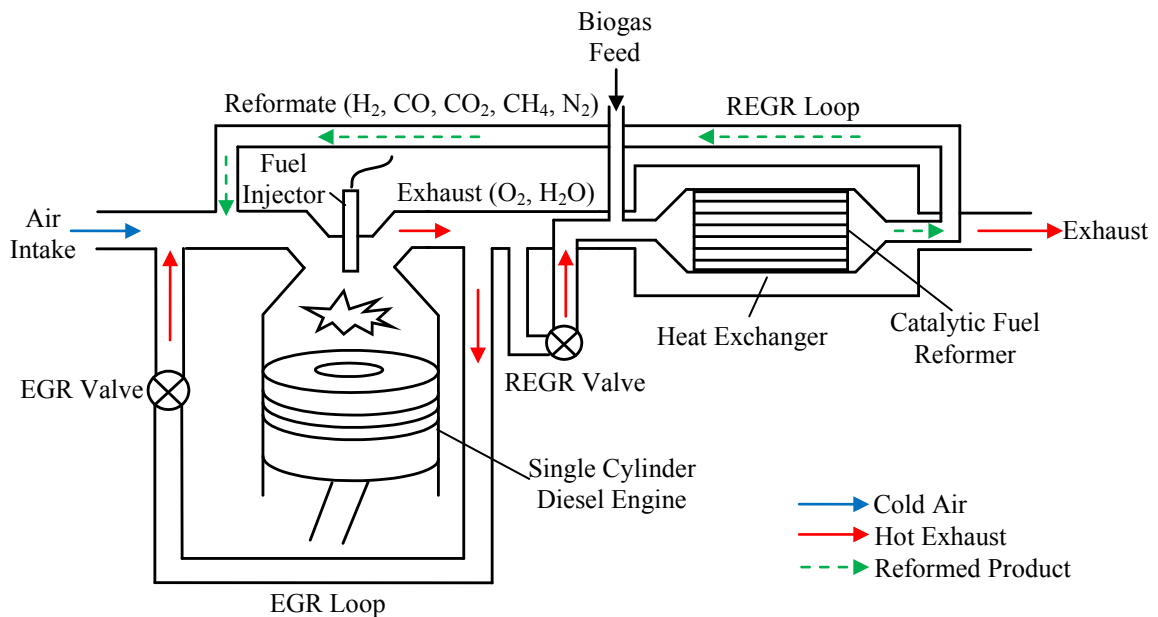 Biogas
Feed
Reformate (H₂, CO, CO₂, CH₄, N₂)
REGR Loop
Fuel
Injector
Exhaust (O₂, H₂O)
Air
Intake
Exhaust
Heat Exchanger
Catalytic Fuel
Reformer
EGR Valve
REGR Valve
Single Cylinder
Diesel Engine
Cold Air
Hot Exhaust
Reformed Product
EGR Loop